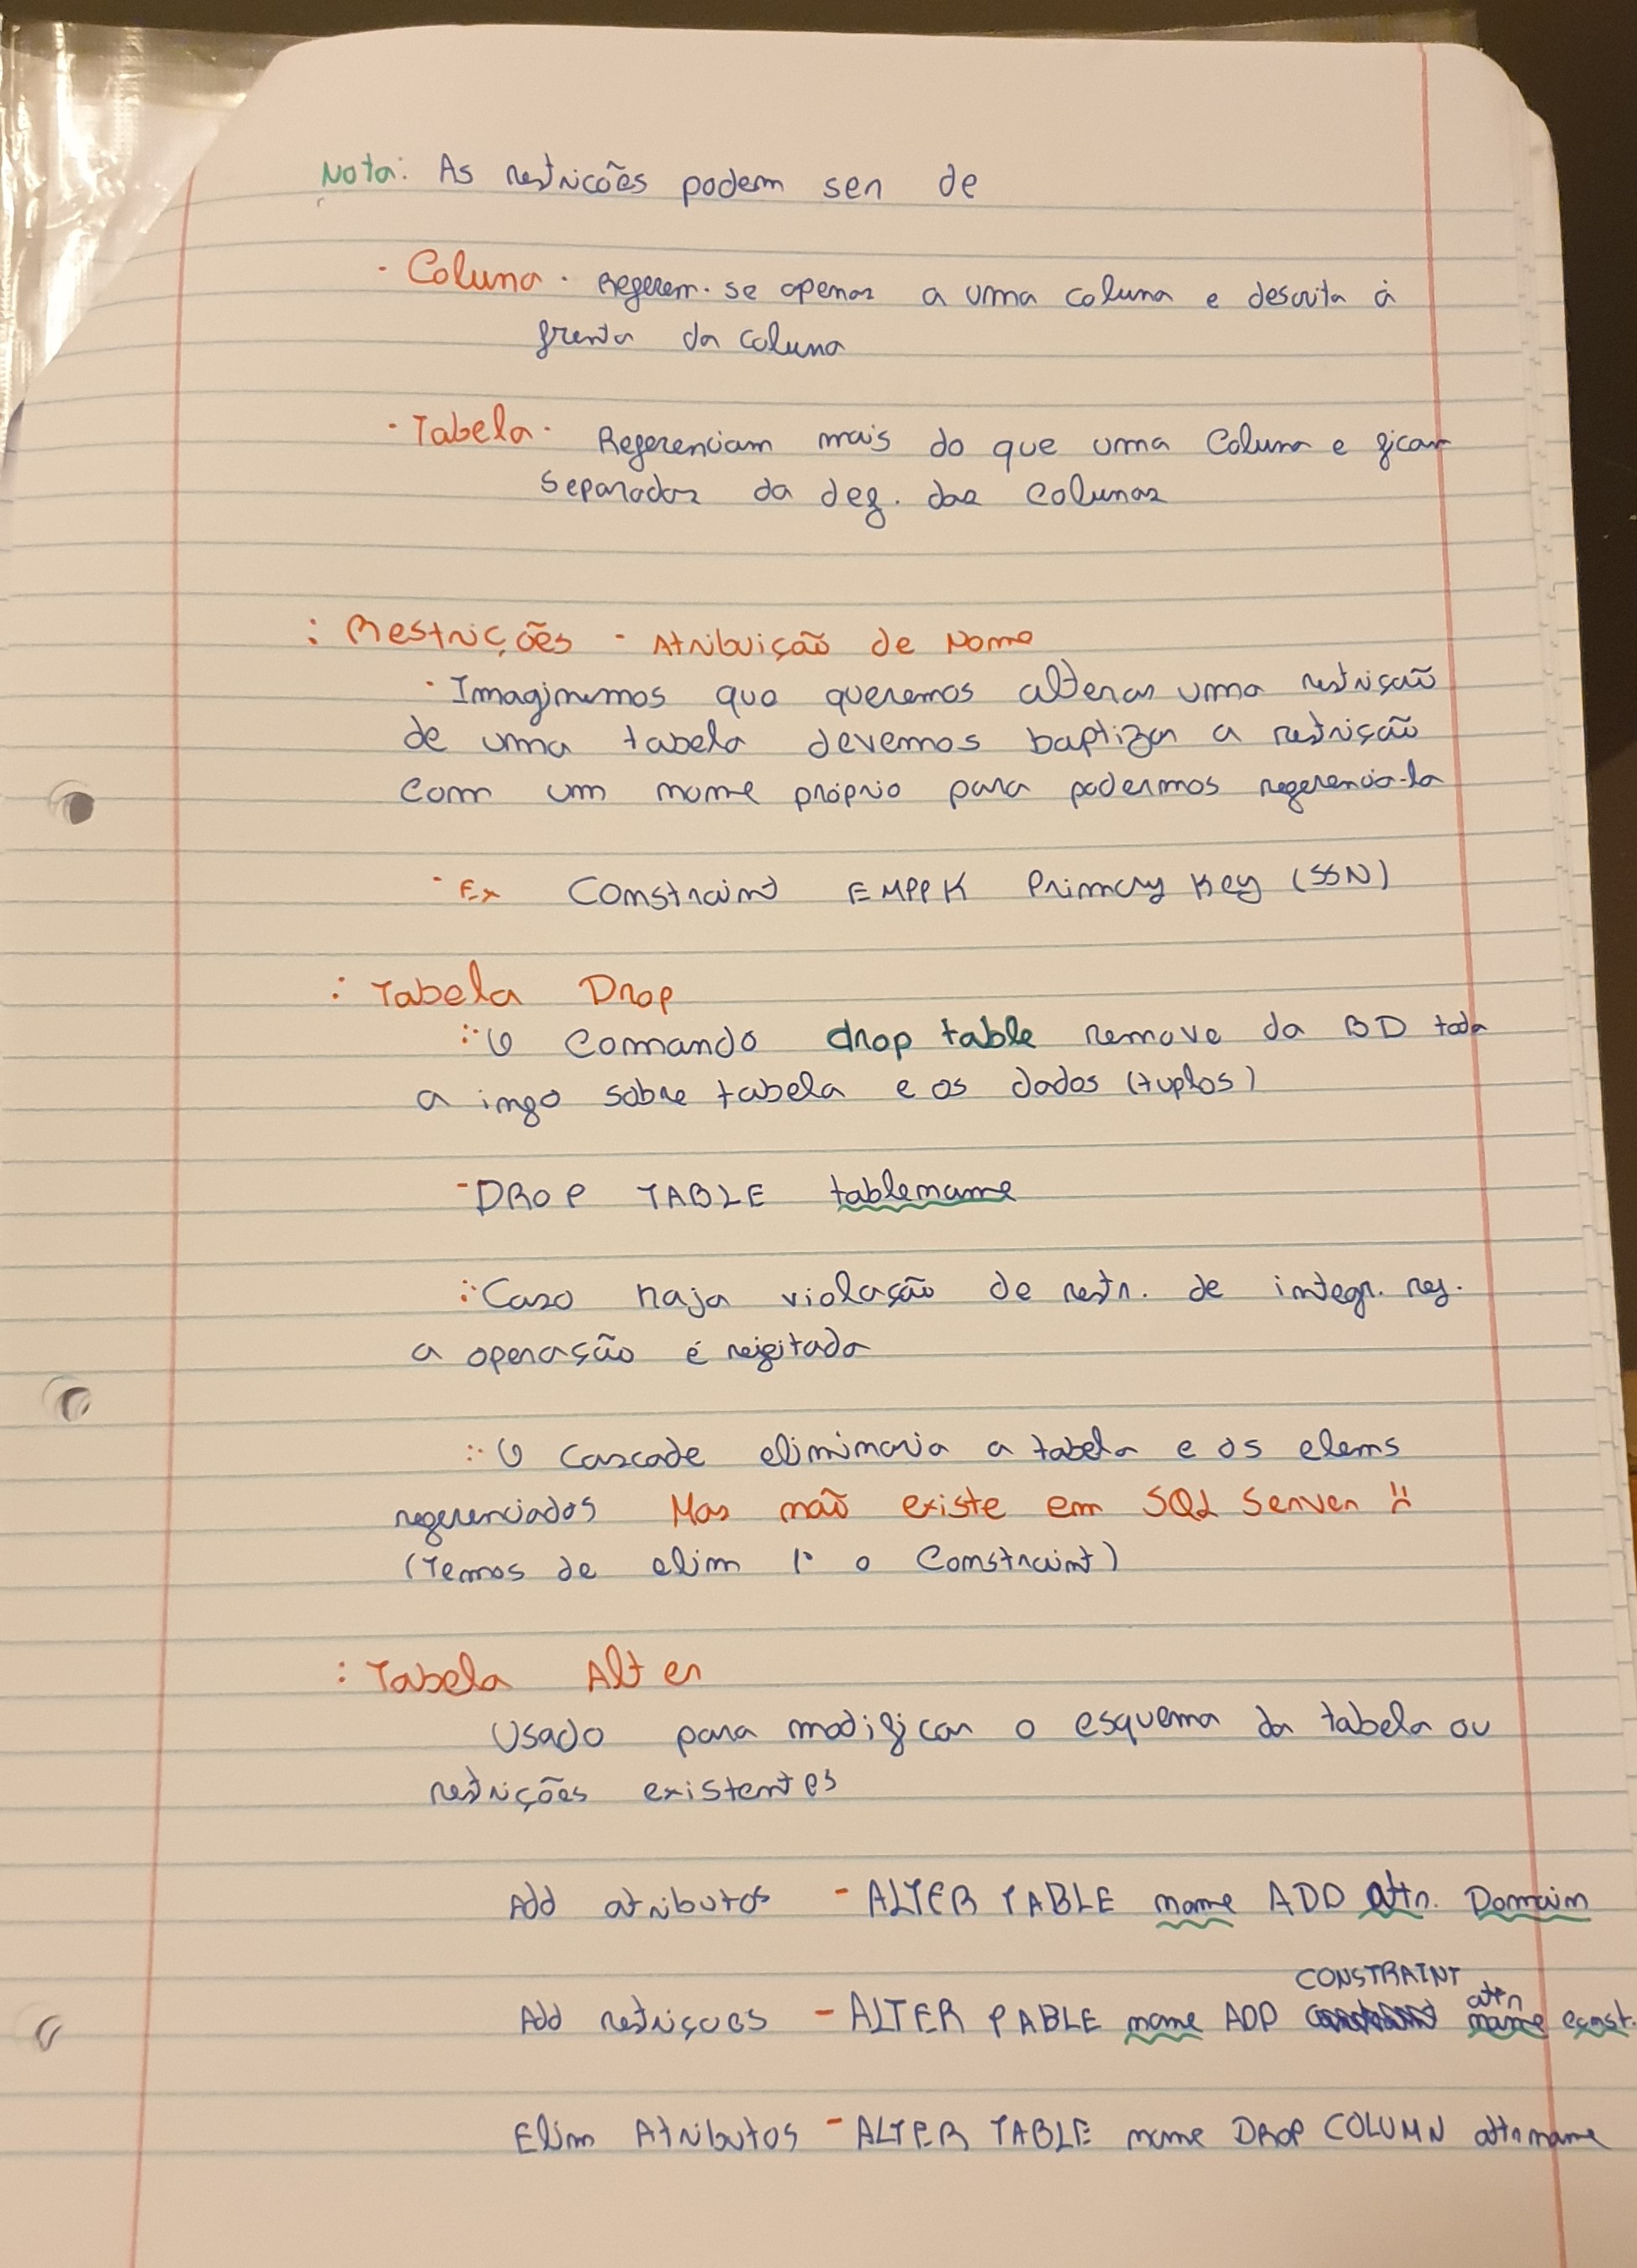 Nota: As restricões podem ser de
- Coluna - Referem-se apenas a uma coluna e descrita à
frente da coluna
- Tabela - Referenciam mais do que uma coluna e ficam
separadas da def. das colunas
: Restrições - Atribuição de Nome
- Imaginemos que queremos alterar uma restrição
de uma tabela devemos baptizar a restrição
com um nome próprio para podermos referencia-la
- Ex Constraint EMPPK Primary Key (SSN)
: Tabela Drop
:· O comando drop table remove da BD toda
a info sobre tabela e os dados (tuplos)
- DROP TABLE tablename
:· Caso haja violação de restr. de integr. ref.
a operação é rejeitada
:· O cascade eliminaria a tabela e os elems
referenciados Mas não existe em SQL Server !!
(Temos de elim 1º o Constraint)
: Tabela Alter
Usado para modificar o esquema da tabela ou
restrições existentes
Add atributos - ALTER TABLE name ADD attr. Domain
CONSTRAINT attr
Add restriçoes - ALTER PABLE name ADD name const.
Elim Atributos - ALTER TABLE name DROP COLUMN attrname